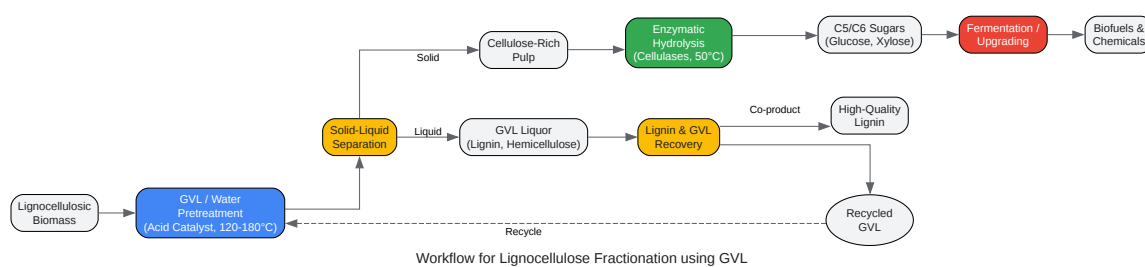 Lignocellulosic
Biomass
GVL / Water
Pretreatment
(Acid Catalyst, 120-180°C)
Solid-Liquid
Separation
Solid
Cellulose-Rich
Pulp
Enzymatic
Hydrolysis
(Cellulases, 50°C)
C5/C6 Sugars
(Glucose, Xylose)
Fermentation /
Upgrading
Biofuels &
Chemicals
Liquid
GVL Liquor
(Lignin, Hemicellulose)
Lignin & GVL
Recovery
Co-product
High-Quality
Lignin
Recycled
GVL
Recycle
Workflow for Lignocellulose Fractionation using GVL